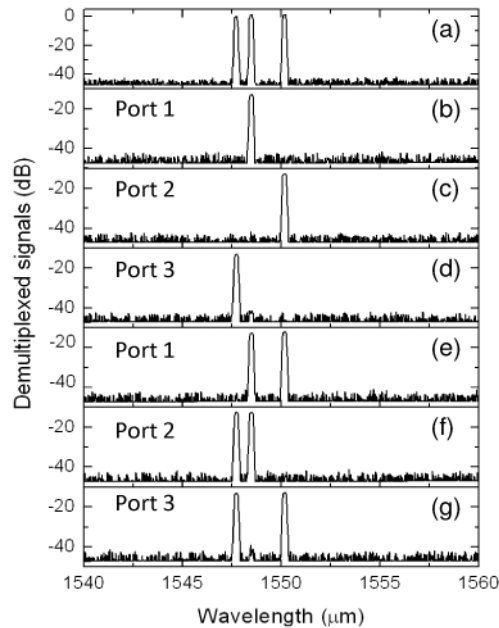 0
-20
-40
(a)
Port 1
-20
-40
(b)
Port 2
-20
-40
(c)
Port 3
-20
-40
(d)
Port 1
-20
-40
(e)
Port 2
-20
-40
(f)
Port 3
-20
-40
(g)
Demultiplexed signals (dB)
1540 1545 1550 1555 1560
Wavelength (μm)